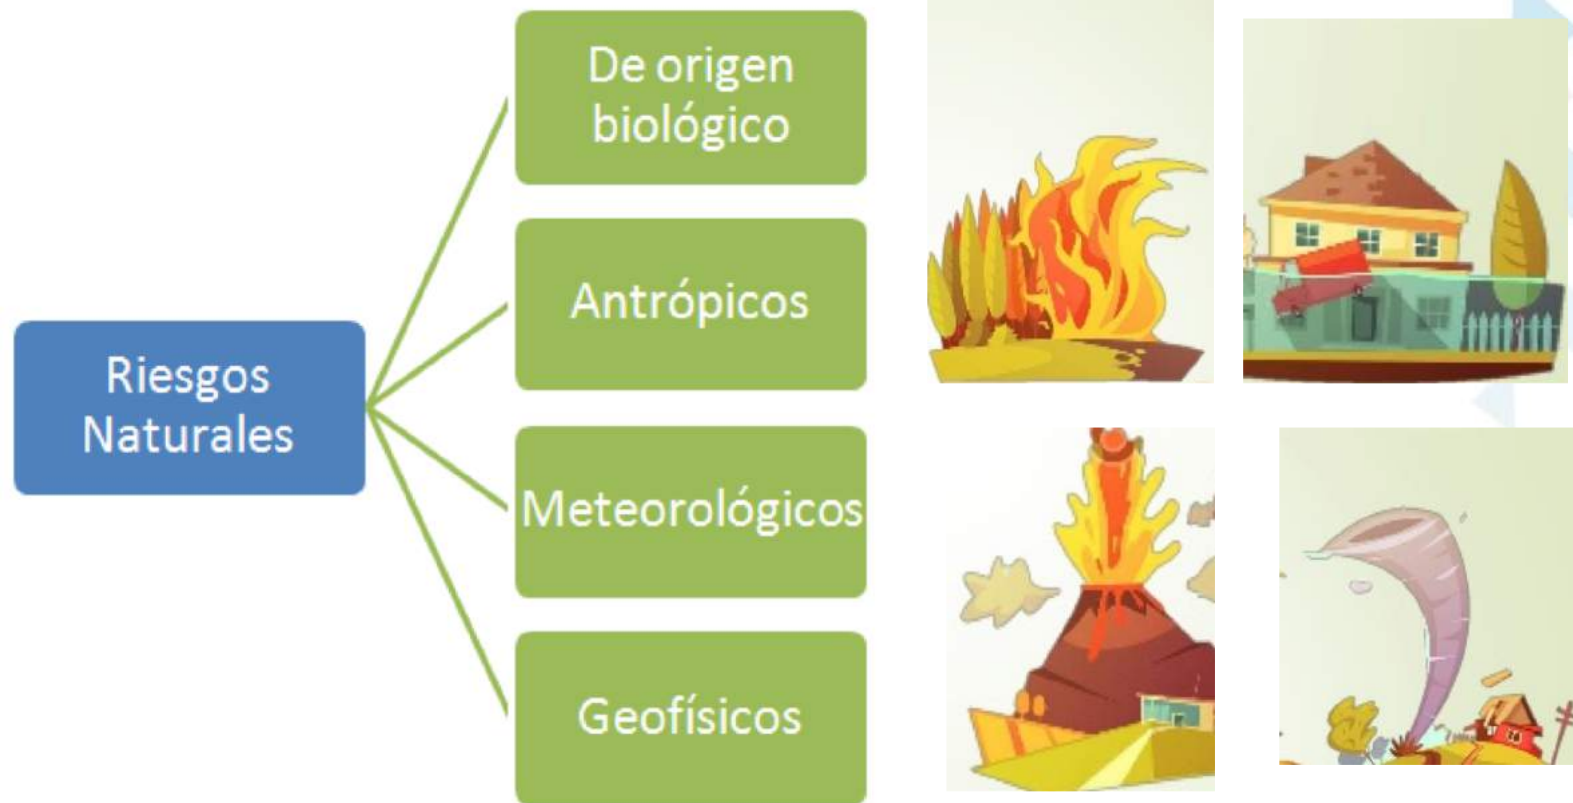 De origen
biológico
Antrópicos
Riesgos
Naturales
Meteorológicos
Geofísicos